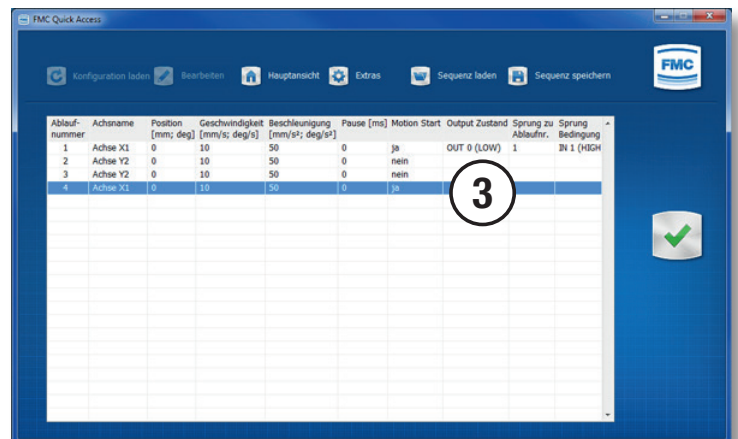 FMC Quick Access
Konfiguration laden Bearbeiten Hauptansicht Extras Sequenz laden Sequenz speichern
FMC
Ablauf-nummer Achsname Position [mm; deg] Geschwindigkeit [mm/s; deg/s] Beschleunigung [mm/s²; deg/s²] Pause [ms] Motion Start Output Zustand Sprung zu Ablaufnr. Sprung Bedingung
1 Achse X1 0 10 50 0 ja OUT 0 (LOW) 1 IN 1 (HIGH
2 Achse Y2 0 10 50 0 nein
3 Achse Y2 0 10 50 0 nein
4 Achse X1 0 10 50 0 ja
3